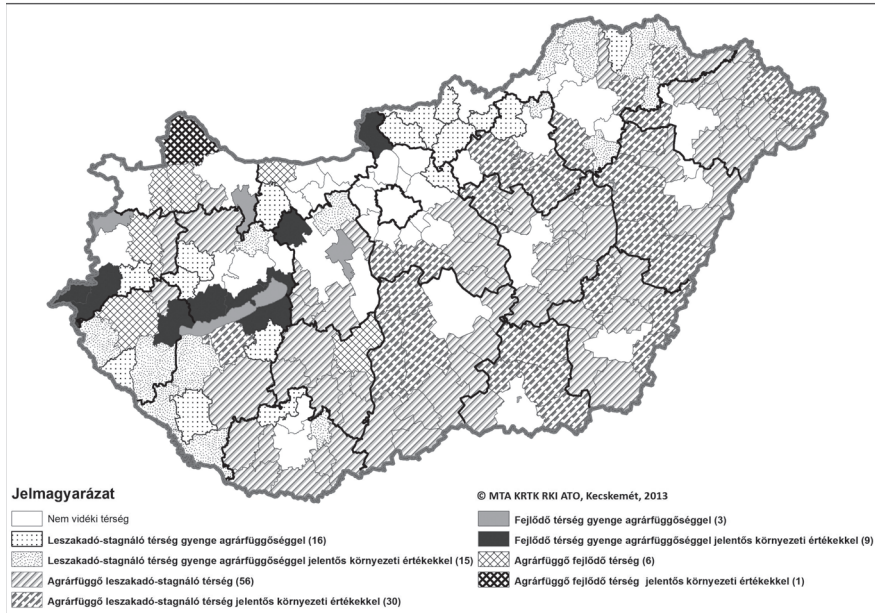 Jelmagyarázat
Nem vidéki térség
Leszakadó-stagnáló térség gyenge agrárfüggőséggel (16)
Leszakadó-stagnáló térség gyenge agrárfüggőséggel jelentős környezeti értékekkel (15)
Agrárfüggő leszakadó-stagnáló térség (56)
Agrárfüggő leszakadó-stagnáló térség jelentős környezeti értékekkel (30)
© MTA KRTK RKI ATO, Kecskemét, 2013
Fejlődő térség gyenge agrárfüggőséggel (3)
Fejlődő térség gyenge agrárfüggőséggel jelentős környezeti értékekkel (9)
Agrárfüggő fejlődő térség (6)
Agrárfüggő fejlődő térség jelentős környezeti értékekkel (1)